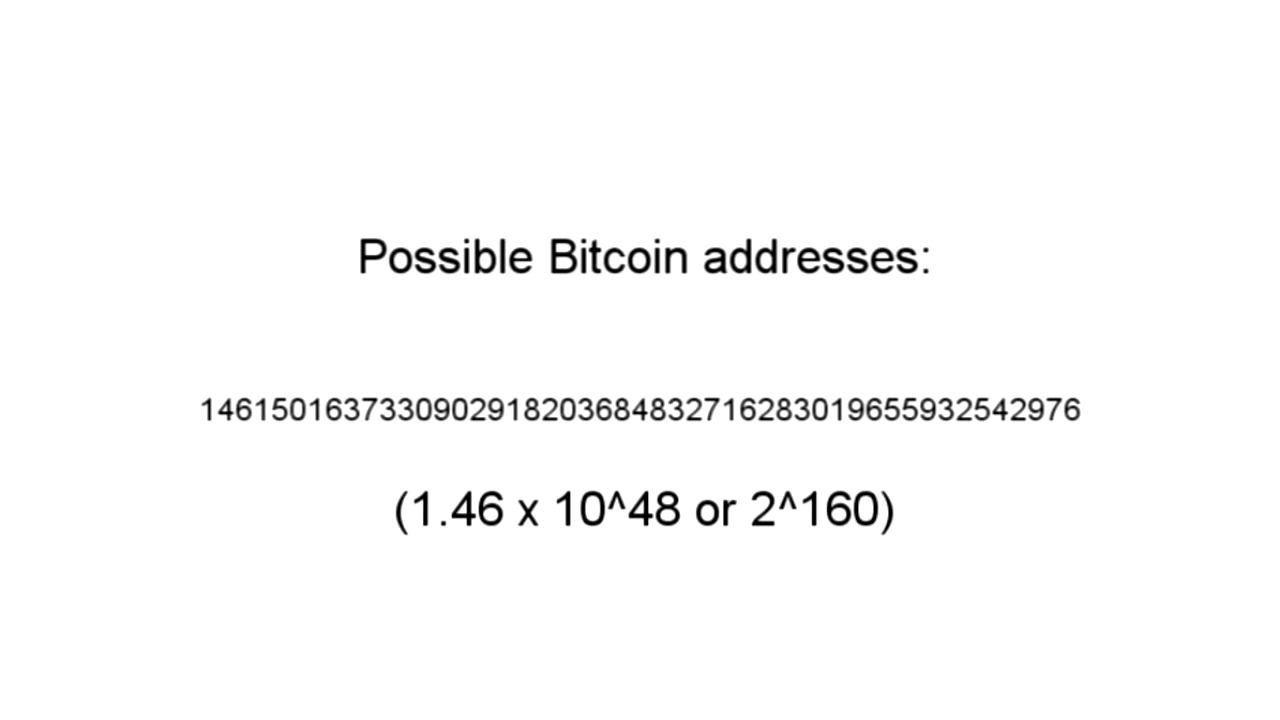 Possible Bitcoin addresses:
1461501637330902918203684832716283019655932542976
(1.46 x 10^48 or 2^160)